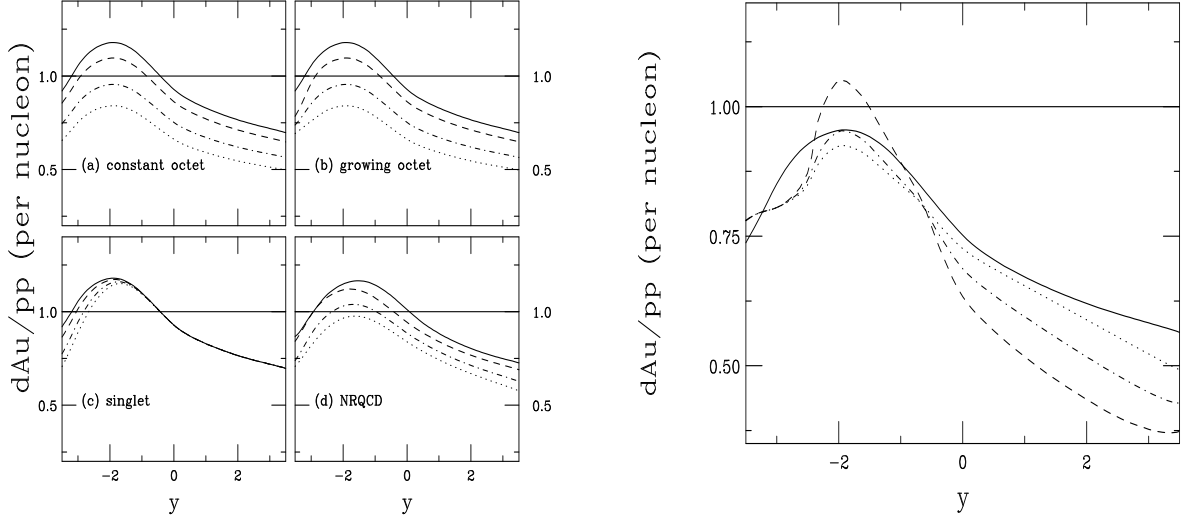 dAu/pp (per nucleon)
1.0
0.5
(a) constant octet
(b) growing octet
1.0
0.5
1.0
0.5
(c) singlet
(d) NRQCD
1.0
0.5
−2
0
2
−2
0
2
y
y
dAu/pp (per nucleon)
1.00
0.75
0.50
−2
0
2
y